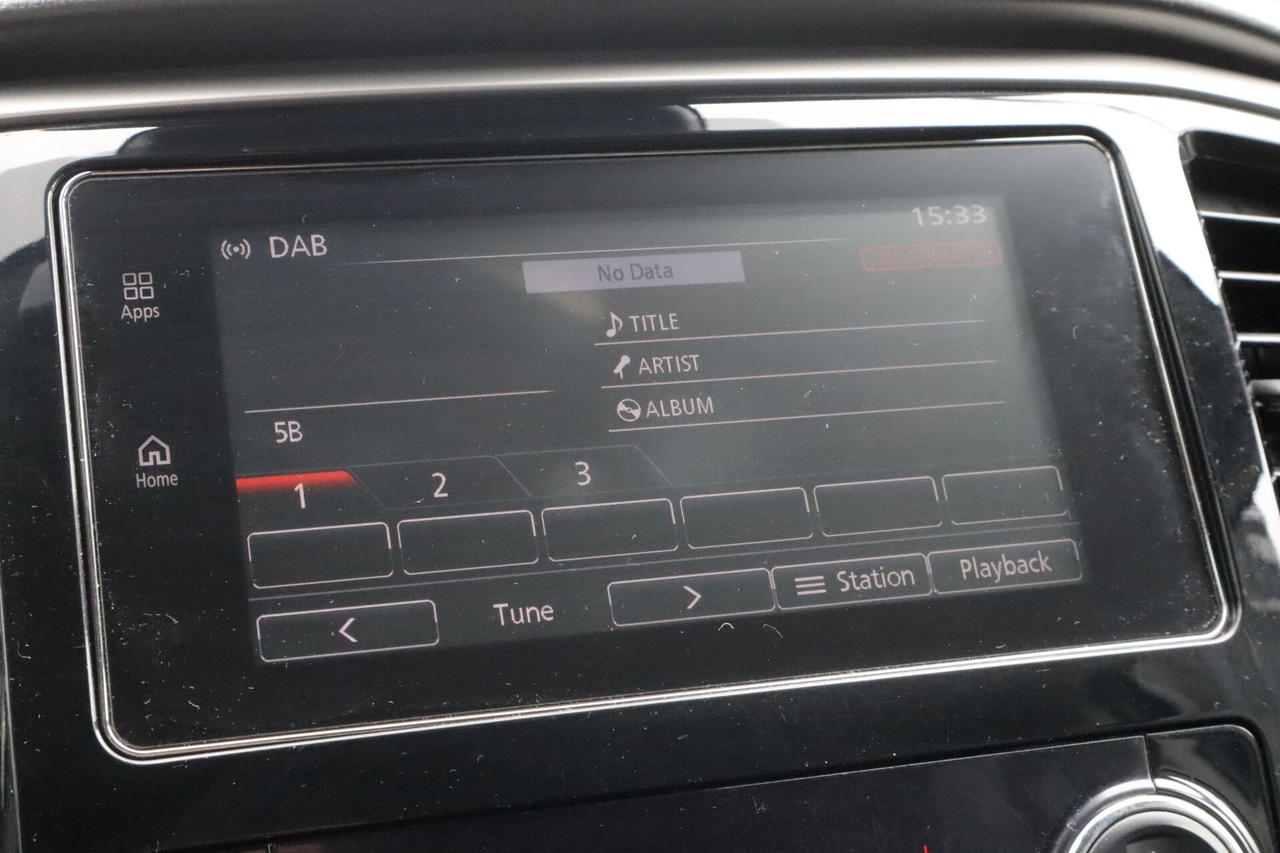 15:33
DAB
No Data
Apps
TITLE
ARTIST
ALBUM
5B
Home
1 2 3
< Tune > Station Playback